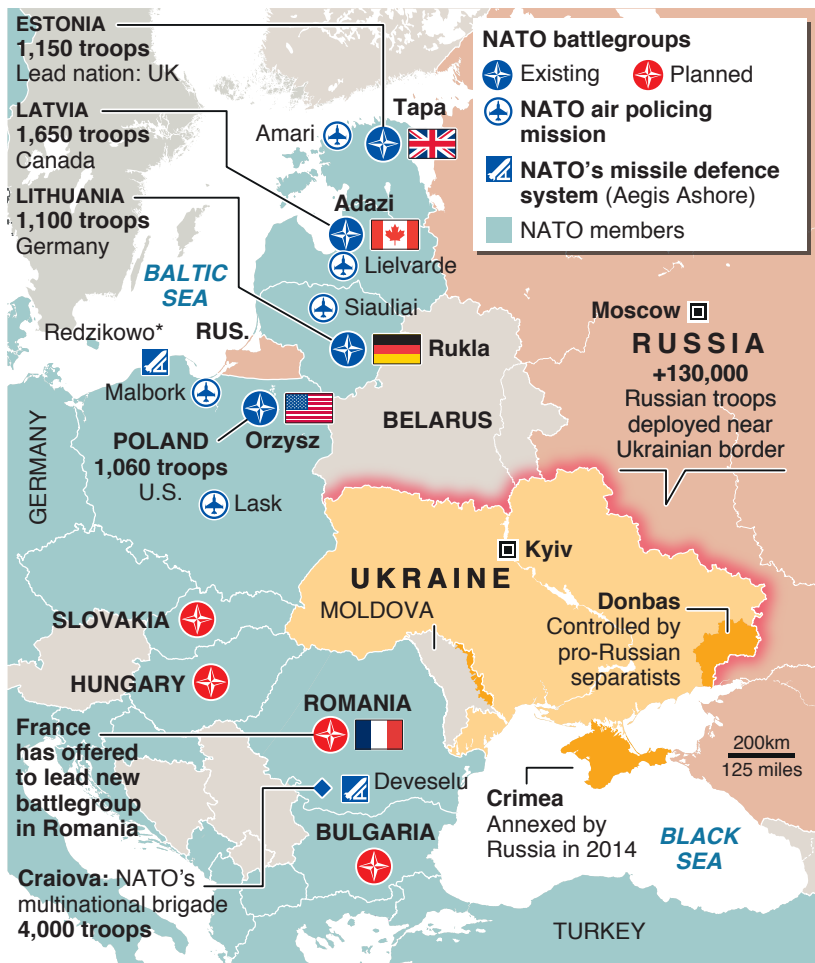 ESTONIA
1,150 troops
Lead nation: UK
LATVIA
1,650 troops
Canada
LITHUANIA
1,100 troops
Germany
NATO battlegroups
Existing
Planned
NATO air policing
mission
NATO's missile defence
system (Aegis Ashore)
NATO members
Tapa
Amari
Adazi
Lielvarde
BALTIC
SEA
Siauliai
Redzikowo*
RUS.
Rukla
Malbork
Moscow
RUSSIA
+130,000
Russian troops
deployed near
Ukrainian border
BELARUS
GERMANY
POLAND
1,060 troops
U.S.
Orzysz
Lask
Kyiv
UKRAINE
MOLDOVA
Donbas
Controlled by
pro-Russian
separatists
SLOVAKIA
HUNGARY
ROMANIA
France
has offered
to lead new
battlegroup
in Romania
200km
125 miles
Deveselu
Crimea
Annexed by
Russia in 2014
BLACK
SEA
BULGARIA
Craiova: NATO's
multinational brigade
4,000 troops
TURKEY